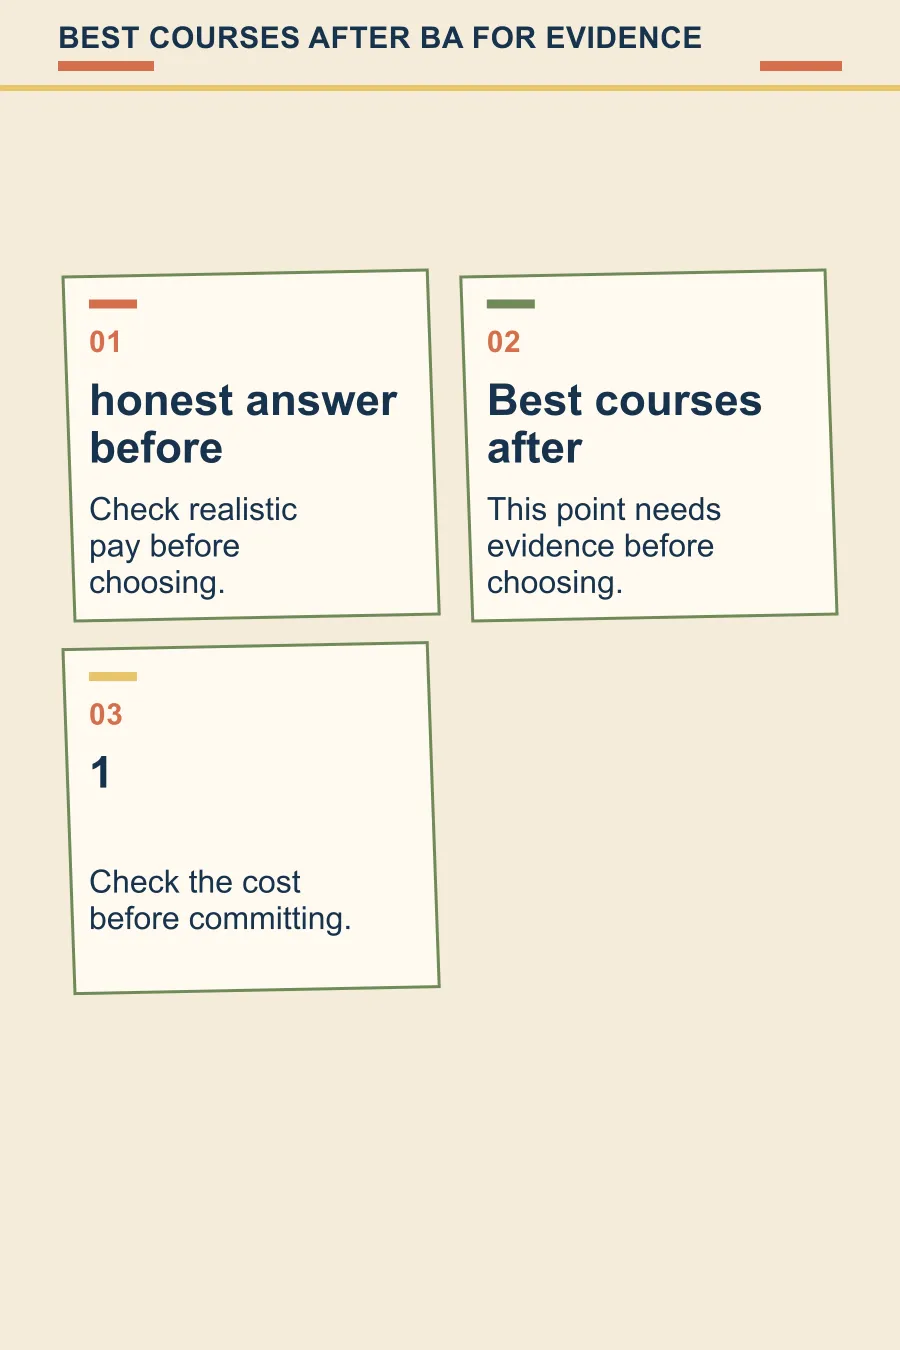 BEST COURSES AFTER BA FOR EVIDENCE
01
honest answer
before
Check realistic
pay before
choosing.
02
Best courses
after
This point needs
evidence before
choosing.
03
1
Check the cost
before committing.